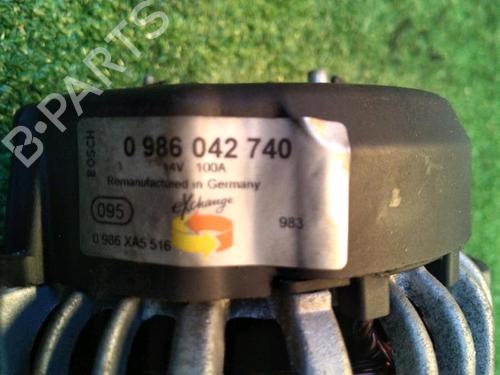 B-PARTS
BOSCH
0 986 042 740
14V 100A
Remanufactured in Germany
eXchange
095
983
0 986 XA5 516